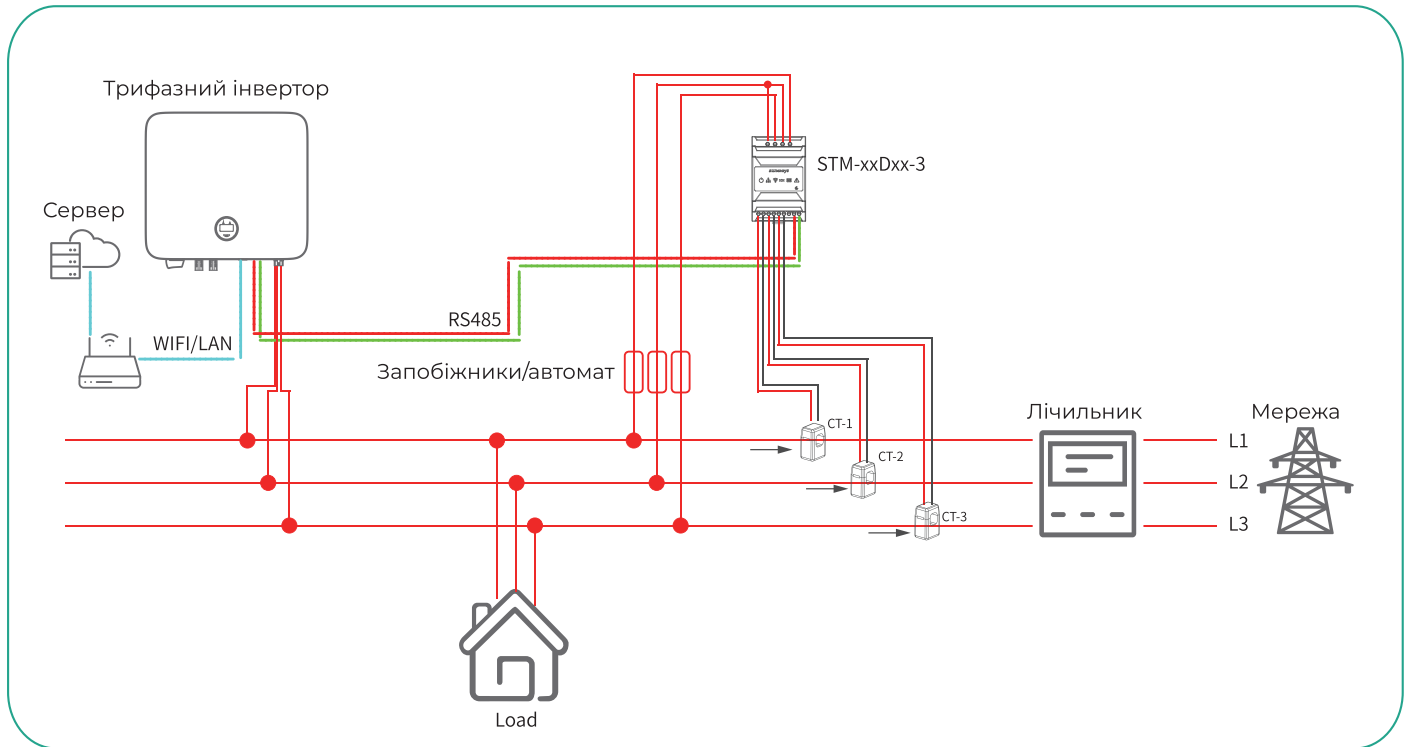 Трифазний інвертор
STM-xxDxx-3
Сервер
RS485
WIFI/LAN
Запобіжники/автомат
Лічильник
Мережа
CT-1
L1
CT-2
L2
CT-3
L3
Load